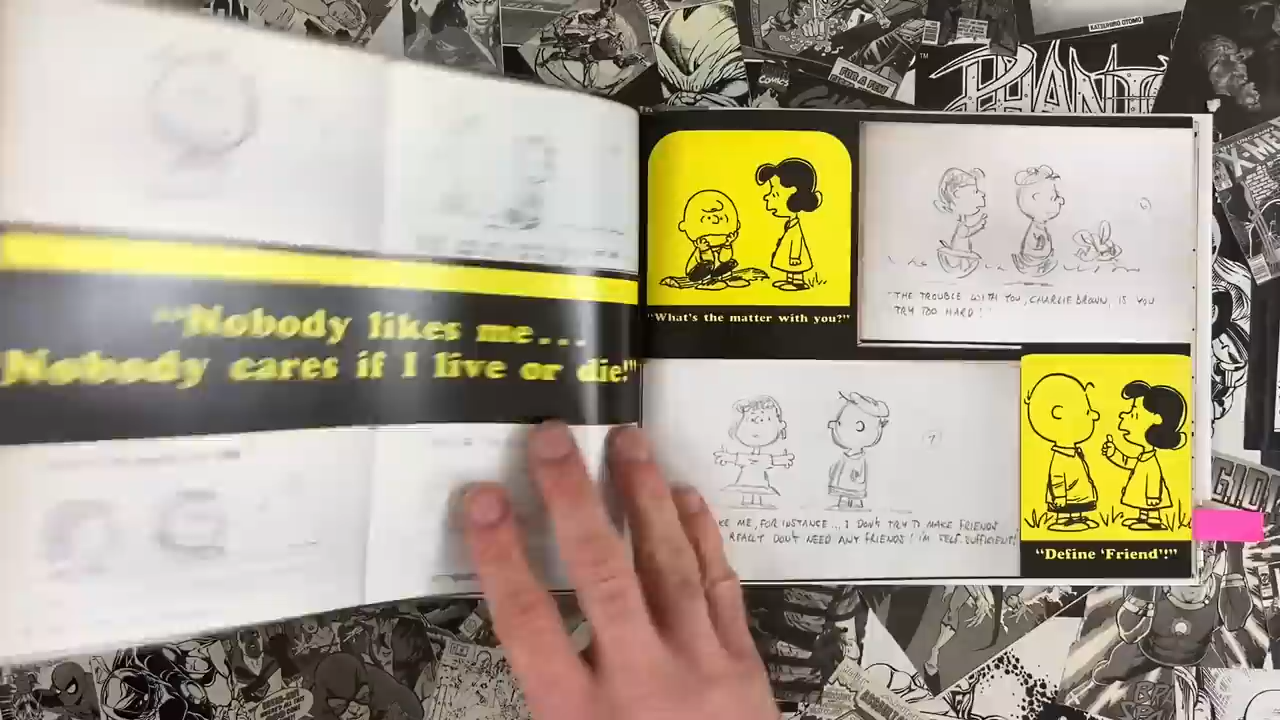 KATSUHIRO OTOMO
PHANT
FOR A FEW
COMICS
X-ME
"Nobody likes me...
Nobody cares if I live or die!"
"What's the matter with you?"
"THE TROUBLE WITH YOU, CHARLIE BROWN, IS YOU
TRY TOO HARD!"
ME, FOR INSTANCE... I DON'T TRY TO MAKE FRIENDS
REALLY DON'T NEED ANY FRIENDS! I'M SELF-SUFFICIENT!
"Define 'Friend'!"